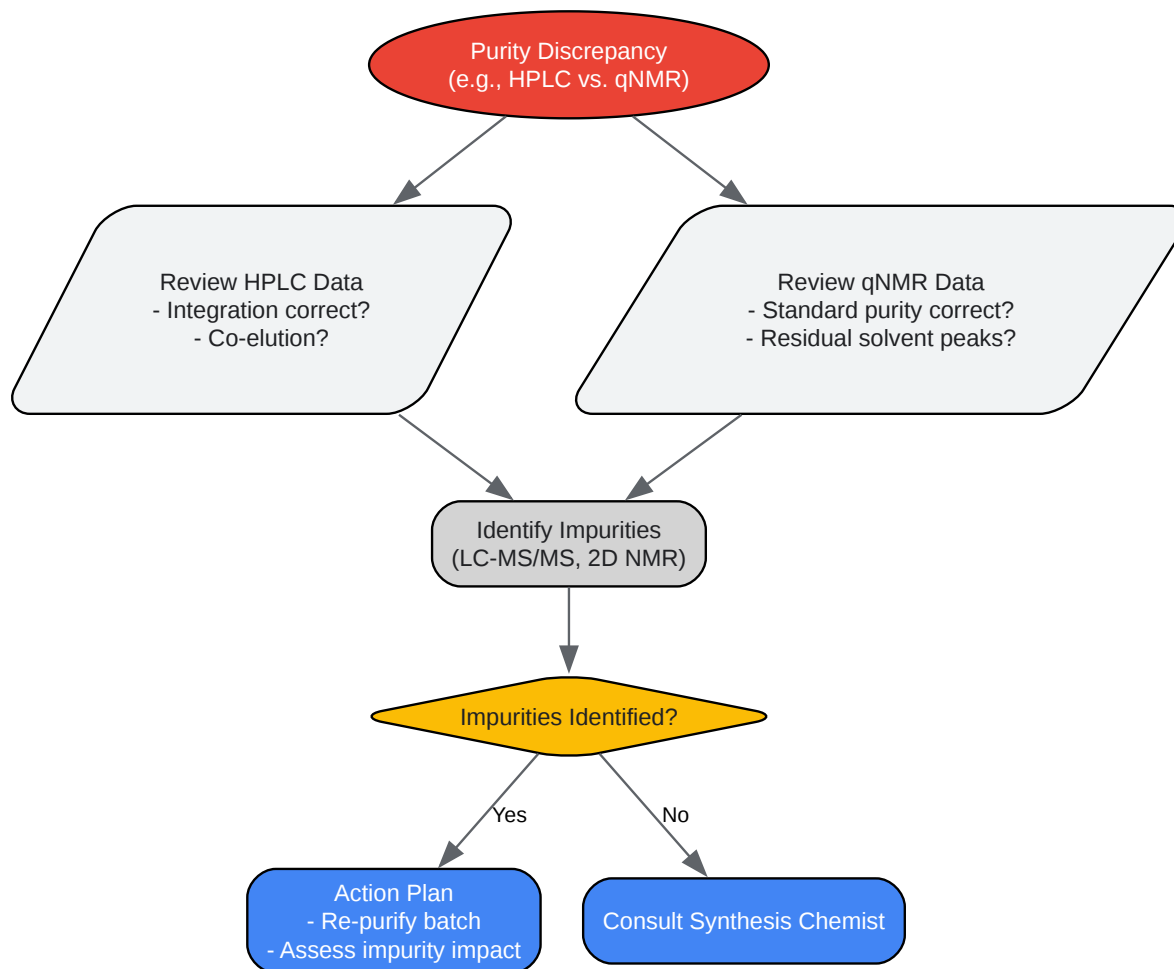 Purity Discrepancy
(e.g., HPLC vs. qNMR)
Review HPLC Data
- Integration correct?
- Co-elution?
Review qNMR Data
- Standard purity correct?
- Residual solvent peaks?
Identify Impurities
(LC-MS/MS, 2D NMR)
Impurities Identified?
Yes
No
Action Plan
- Re-purify batch
- Assess impurity impact
Consult Synthesis Chemist